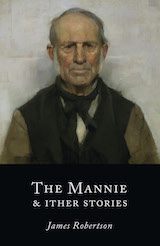 The Mannie
& ither stories
James Robertson